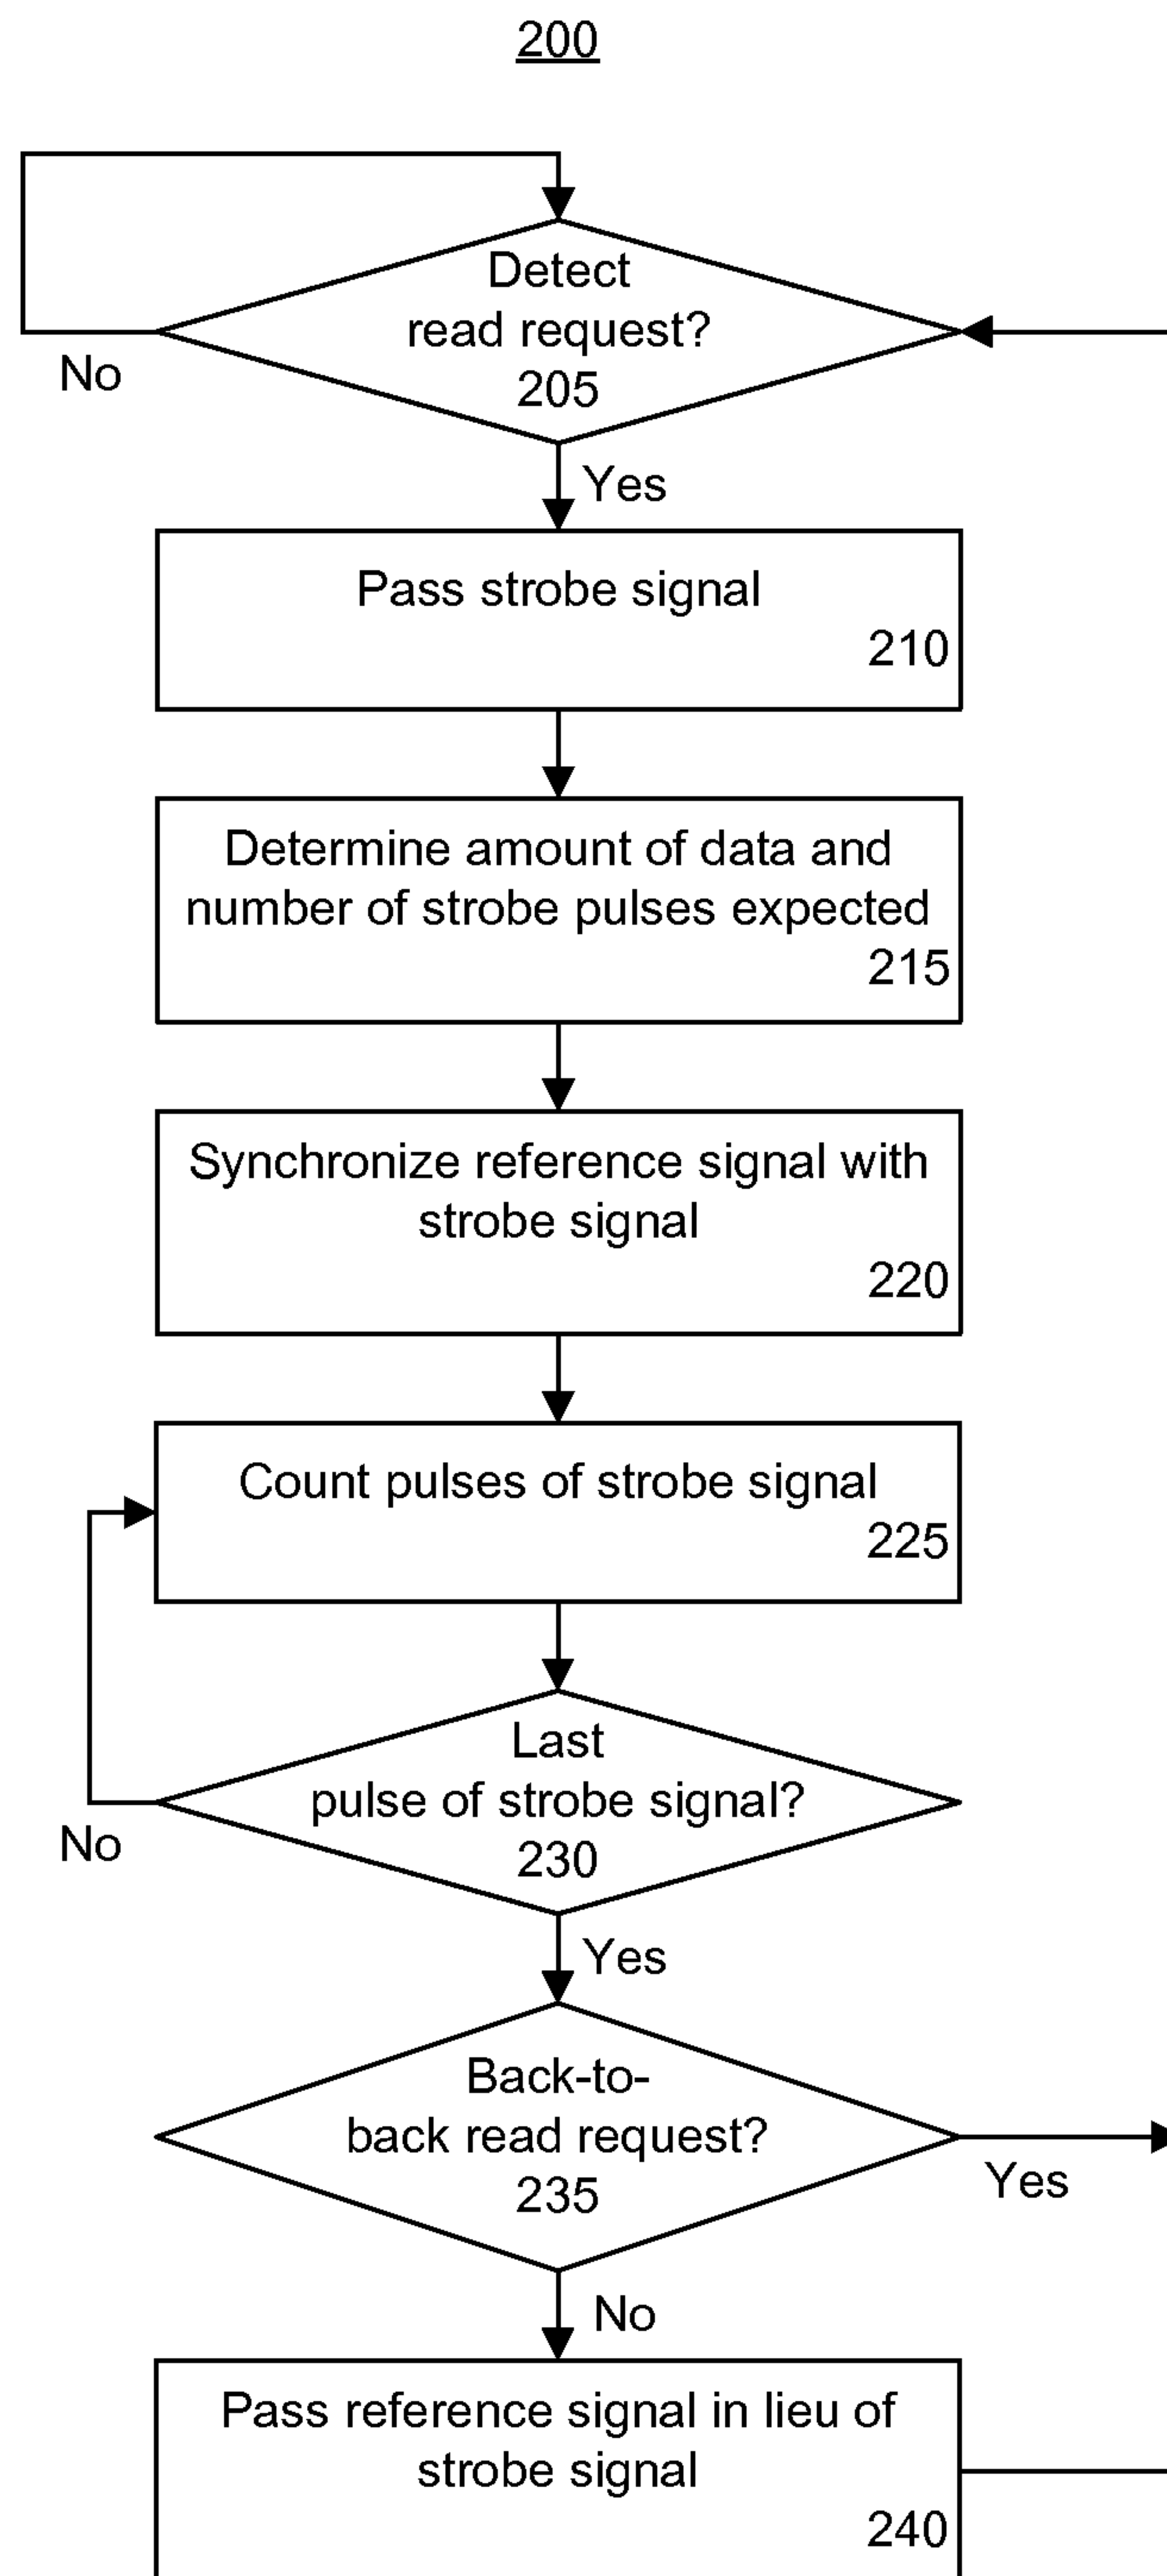 200
Detect
read request?
205
No
Yes
Pass strobe signal
210
Determine amount of data and
number of strobe pulses expected
215
Synchronize reference signal with
strobe signal
220
Count pulses of strobe signal
225
Last
pulse of strobe signal?
230
No
Yes
Back-to-
back read request?
235
Yes
No
Pass reference signal in lieu of
strobe signal
240